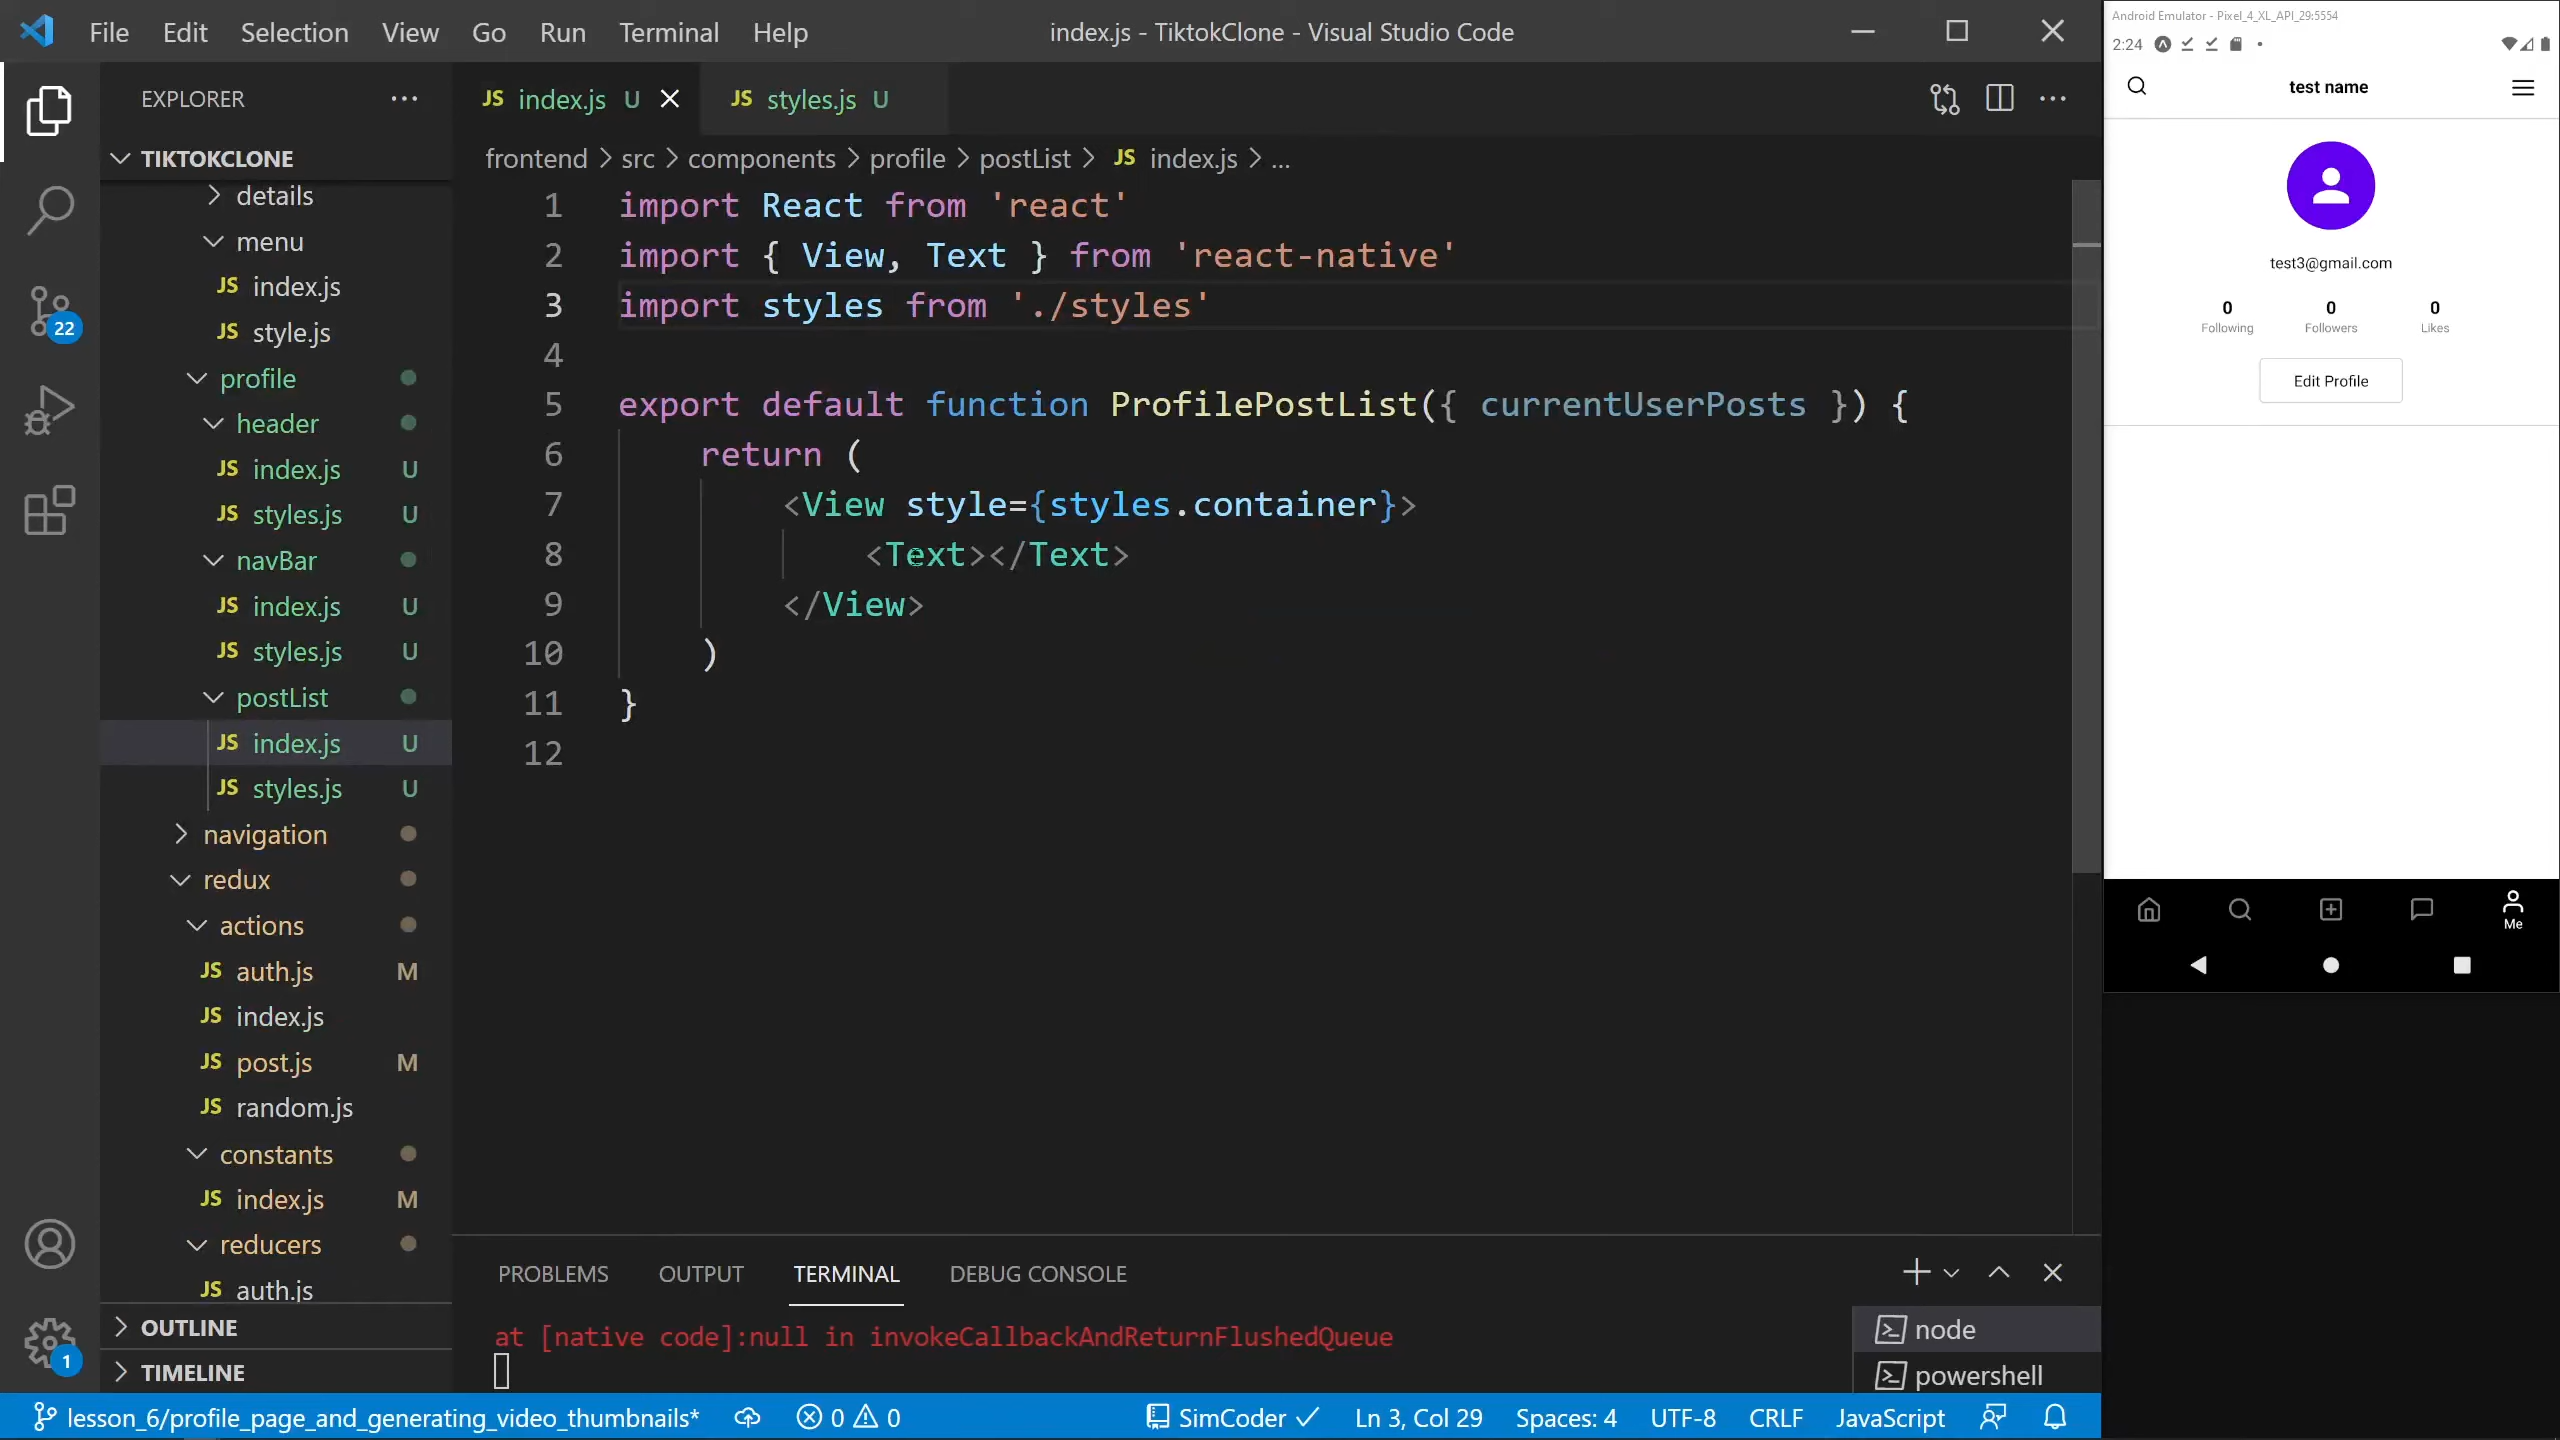 File Edit Selection View Go Run Terminal Help
index.js - TiktokClone - Visual Studio Code
EXPLORER
TIKTOKCLONE
details
menu
JS index.js
JS style.js
profile
header
JS index.js U
JS styles.js U
navBar
JS index.js U
JS styles.js U
postList
JS index.js U
JS styles.js U
navigation
redux
actions
JS auth.js M
JS index.js
JS post.js M
JS random.js
constants
JS index.js M
reducers
JS auth.js
OUTLINE
TIMELINE
22
1
JS index.js U
JS styles.js U
frontend > src > components > profile > postList > JS index.js > ...
1 import React from 'react'
2 import { View, Text } from 'react-native'
3 import styles from './styles'
4
5 export default function ProfilePostList({ currentUserPosts }) {
6 return (
7 <View style={styles.container}>
8 <Text></Text>
9 </View>
10 )
11 }
12
PROBLEMS OUTPUT TERMINAL DEBUG CONSOLE
at [native code]:null in invokeCallbackAndReturnFlushedQueue
node
powershell
lesson_6/profile_page_and_generating_video_thumbnails* 0 0 SimCoder Ln 3, Col 29 Spaces: 4 UTF-8 CRLF JavaScript
Android Emulator - Pixel_4_XL_API_29:5554
2:24
test name
test3@gmail.com
0 0 0
Following Followers Likes
Edit Profile
Me